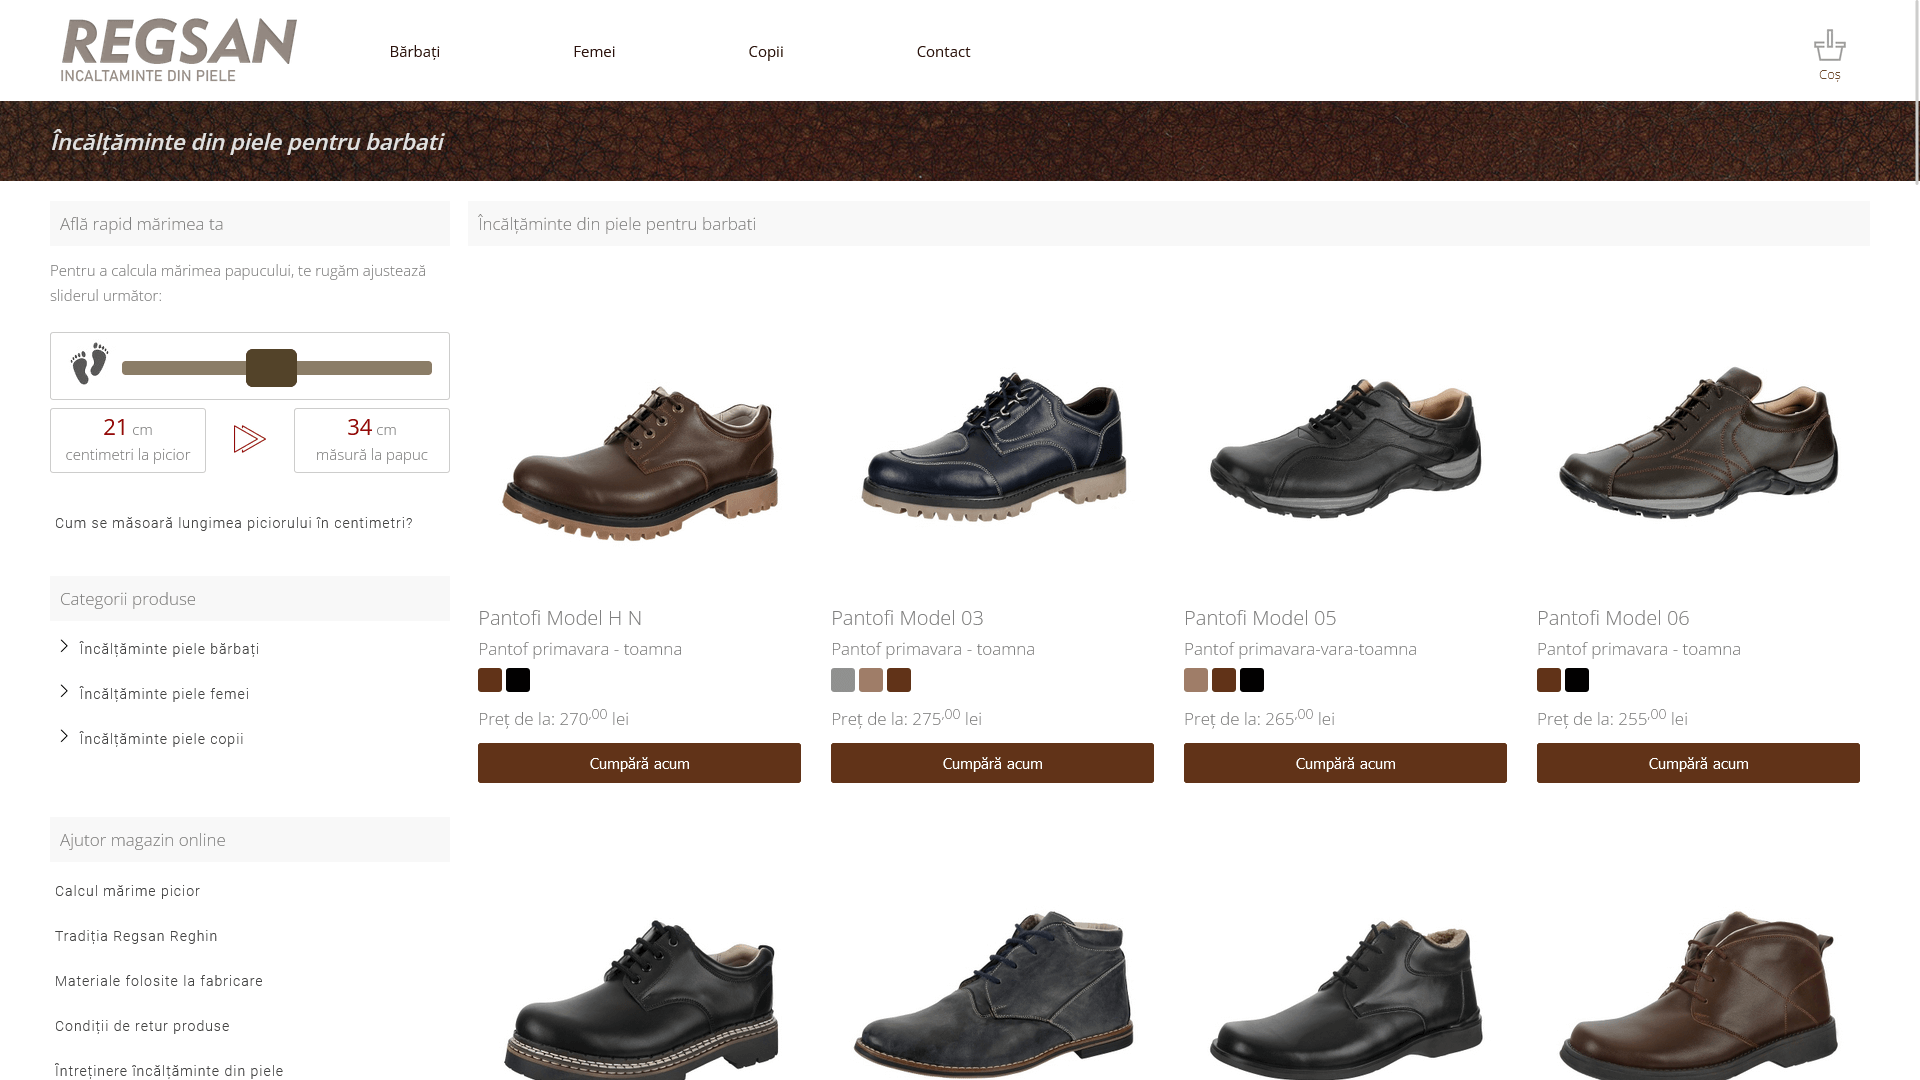 REGSAN
INCALTAMINTE DIN PIELE
Bărbați
Femei
Copii
Contact
Coș
Încălțăminte din piele pentru barbati
Află rapid mărimea ta
Pentru a calcula mărimea papucului, te rugăm ajustează
sliderul următor:
21 cm
centimetri la picior
34 cm
măsură la papuc
Cum se măsoară lungimea piciorului în centimetri?
Categorii produse
Încălțăminte piele bărbați
Încălțăminte piele femei
Încălțăminte piele copii
Ajutor magazin online
Calcul mărime picior
Tradiția Regsan Reghin
Materiale folosite la fabricare
Condiții de retur produse
Întreținere încălțăminte din piele
Încălțăminte din piele pentru barbati
Pantofi Model H N
Pantof primavara - toamna
Preț de la: 270,00 lei
Cumpără acum
Pantofi Model 03
Pantof primavara - toamna
Preț de la: 275,00 lei
Cumpără acum
Pantofi Model 05
Pantof primavara-vara-toamna
Preț de la: 265,00 lei
Cumpără acum
Pantofi Model 06
Pantof primavara - toamna
Preț de la: 255,00 lei
Cumpără acum